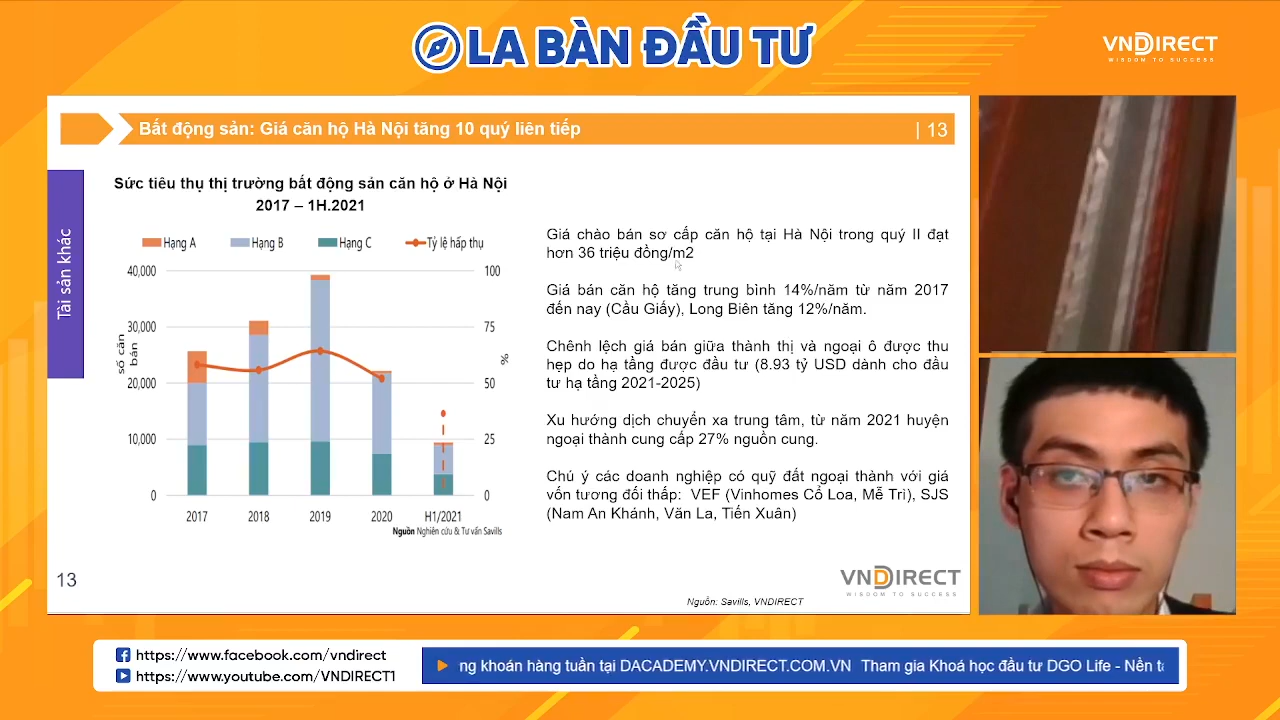 LA BÀN ĐẦU TƯ
VNDIRECT
WISDOM TO SUCCESS
Bất động sản: Giá căn hộ Hà Nội tăng 10 quý liên tiếp
| 13
Tài sản khác
Sức tiêu thụ thị trường bất động sản căn hộ ở Hà Nội
2017 – 1H.2021
Hạng A
Hạng B
Hạng C
Tỷ lệ hấp thụ
40,000
30,000
20,000
10,000
0
số căn
bán
100
75
50
25
0
%
2017
2018
2019
2020
H1/2021
Nguồn Nghiên cứu & Tư vấn Savills
Giá chào bán sơ cấp căn hộ tại Hà Nội trong quý II đạt
hơn 36 triệu đồng/m2
Giá bán căn hộ tăng trung bình 14%/năm từ năm 2017
đến nay (Cầu Giấy), Long Biên tăng 12%/năm.
Chênh lệch giá bán giữa thành thị và ngoại ô được thu
hẹp do hạ tầng được đầu tư (8.93 tỷ USD dành cho đầu
tư hạ tầng 2021-2025)
Xu hướng dịch chuyển xa trung tâm, từ năm 2021 huyện
ngoại thành cung cấp 27% nguồn cung.
Chú ý các doanh nghiệp có quỹ đất ngoại thành với giá
vốn tương đối thấp: VEF (Vinhomes Cổ Loa, Mễ Trì), SJS
(Nam An Khánh, Văn La, Tiến Xuân)
13
VNDIRECT
WISDOM TO SUCCESS
Nguồn: Savills, VNDIRECT
https://www.facebook.com/vndirect
https://www.youtube.com/VNDIRECT1
ng khoán hàng tuần tại DACADEMY.VNDIRECT.COM.VN Tham gia Khoá học đầu tư DGO Life - Nền tả